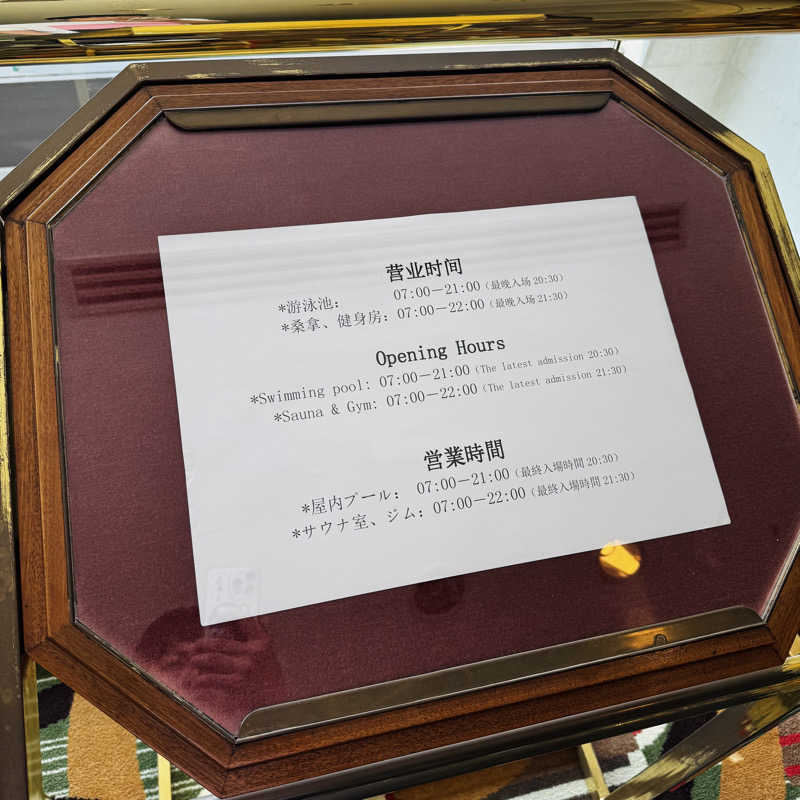 营业时间
*游泳池： 07:00－21:00（最晚入场 20:30）
*桑拿、健身房：07:00－22:00（最晚入场 21:30）
Opening Hours
*Swimming pool: 07:00－21:00（The latest admission 20:30）
*Sauna & Gym: 07:00－22:00（The latest admission 21:30）
営業時間
*屋内プール： 07:00－21:00（最終入場時間 20:30）
*サウナ室、ジム：07:00－22:00（最終入場時間 21:30）